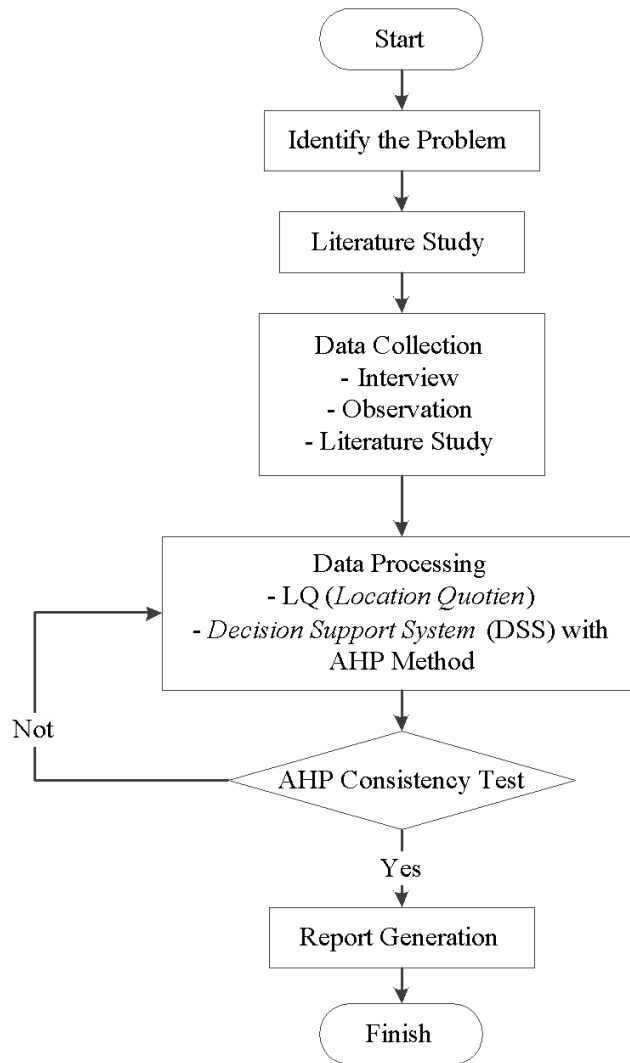 Start
Identify the Problem
Literature Study
Data Collection
- Interview
- Observation
- Literature Study
Data Processing
- LQ (Location Quotien)
- Decision Support System (DSS) with
AHP Method
Not
AHP Consistency Test
Yes
Report Generation
Finish